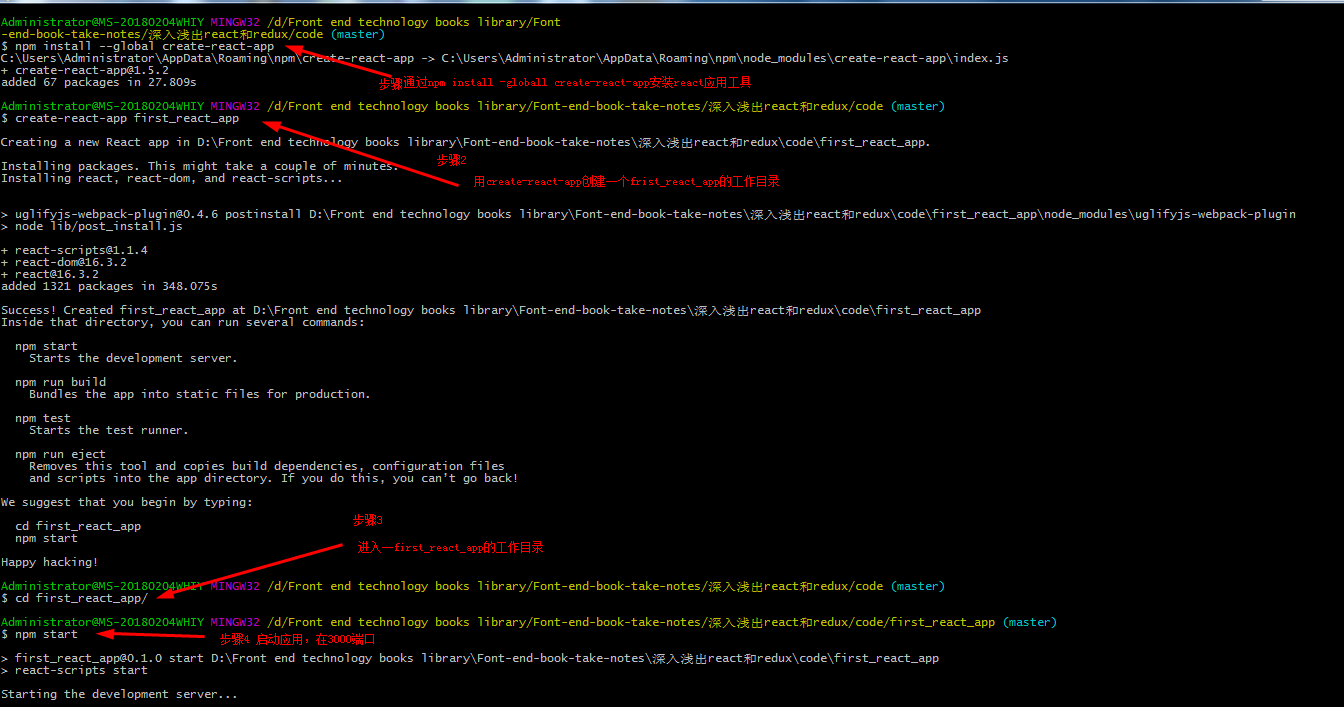 Administrator@MS-20180204WHIY MINGW32 /d/Front end technology books library/Font
-end-book-take-notes/深入浅出react和redux/code (master)
$ npm install --global create-react-app
C:\Users\Administrator\AppData\Roaming\npm\create-react-app -> C:\Users\Administrator\AppData\Roaming\npm\node_modules\create-react-app\index.js
+ create-react-app@1.5.2
added 67 packages in 27.809s
步骤通过npm install -globall create-react-app安装react应用工具
Administrator@MS-20180204WHIY MINGW32 /d/Front end technology books library/Font-end-book-take-notes/深入浅出react和redux/code (master)
$ create-react-app first_react_app
Creating a new React app in D:\Front end technology books library\Font-end-book-take-notes\深入浅出react和redux\code\first_react_app.
步骤2
Installing packages. This might take a couple of minutes.
Installing react, react-dom, and react-scripts...
用create-react-app创建一个frist_react_app的工作目录
> uglifyjs-webpack-plugin@0.4.6 postinstall D:\Front end technology books library\Font-end-book-take-notes\深入浅出react和redux\code\first_react_app\node_modules\uglifyjs-webpack-plugin
> node lib/post_install.js
+ react-scripts@1.1.4
+ react-dom@16.3.2
+ react@16.3.2
added 1321 packages in 348.075s
Success! Created first_react_app at D:\Front end technology books library\Font-end-book-take-notes\深入浅出react和redux\code\first_react_app
Inside that directory, you can run several commands:
npm start
Starts the development server.
npm run build
Bundles the app into static files for production.
npm test
Starts the test runner.
npm run eject
Removes this tool and copies build dependencies, configuration files
and scripts into the app directory. If you do this, you can't go back!
We suggest that you begin by typing:
步骤3
cd first_react_app
npm start
进入一first_react_app的工作目录
Happy hacking!
Administrator@MS-20180204WHIY MINGW32 /d/Front end technology books library/Font-end-book-take-notes/深入浅出react和redux/code (master)
$ cd first_react_app/
Administrator@MS-20180204WHIY MINGW32 /d/Front end technology books library/Font-end-book-take-notes/深入浅出react和redux/code/first_react_app (master)
$ npm start
步骤4 启动应用，在3000端口
> first_react_app@0.1.0 start D:\Front end technology books library\Font-end-book-take-notes\深入浅出react和redux\code\first_react_app
> react-scripts start
Starting the development server...